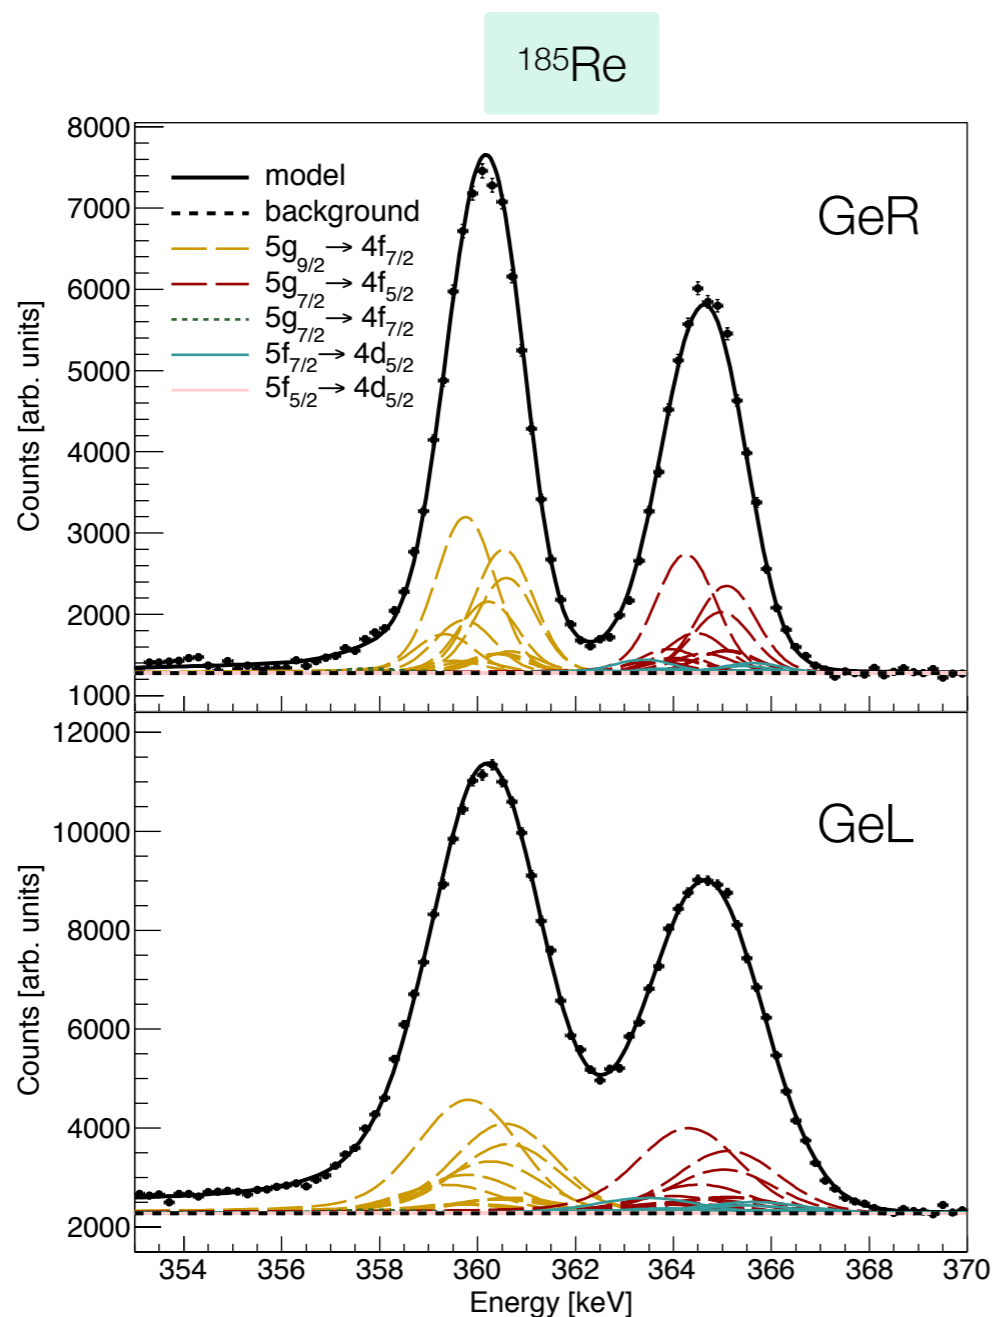 ¹⁸⁵Re
8000
7000
6000
5000
4000
3000
2000
1000
Counts [arb. units]
model
background
5g₉/₂ → 4f₇/₂
5g₇/₂ → 4f₅/₂
5g₇/₂ → 4f₇/₂
5f₇/₂ → 4d₅/₂
5f₅/₂ → 4d₅/₂
GeR
12000
10000
8000
6000
4000
2000
Counts [arb. units]
GeL
354 356 358 360 362 364 366 368 370
Energy [keV]